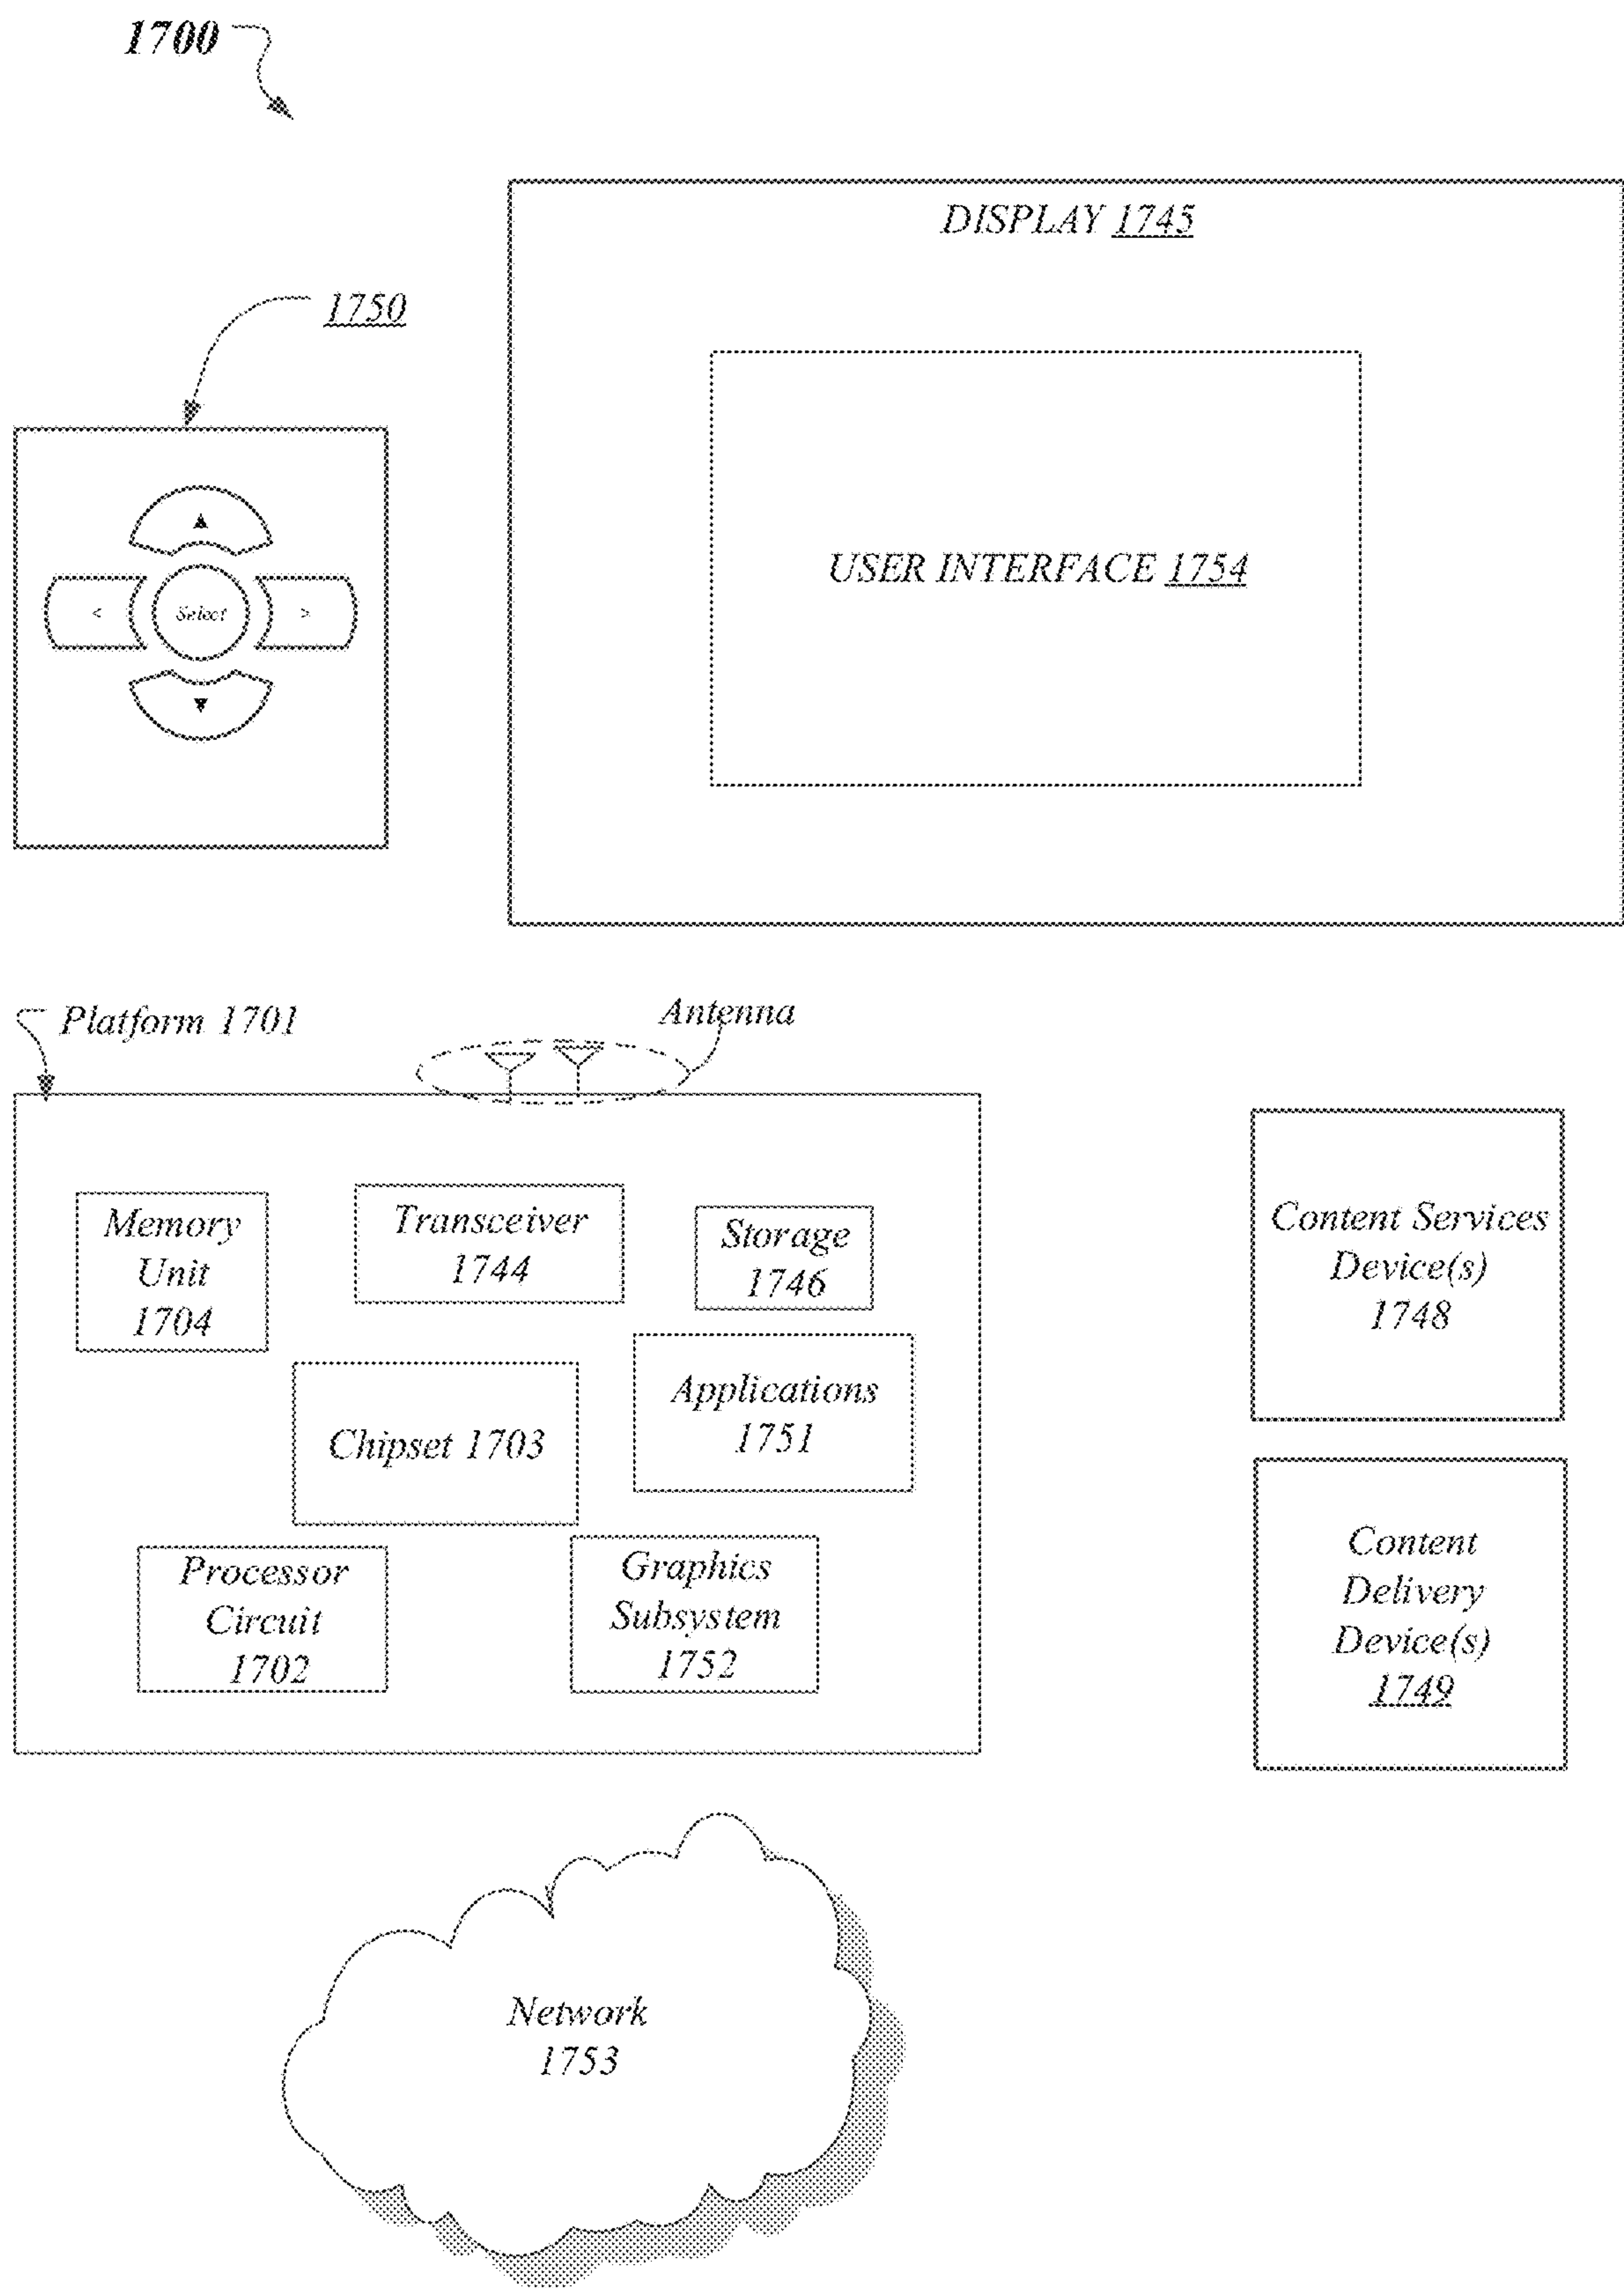 1700
DISPLAY 1745
1750
USER INTERFACE 1754
▲
< Select >
▼
Platform 1701
Antenna
Memory
Unit
1704
Transceiver
1744
Storage
1746
Content Services
Device(s)
1748
Chipset 1703
Applications
1751
Processor
Circuit
1702
Graphics
Subsystem
1752
Content
Delivery
Device(s)
1749
Network
1753